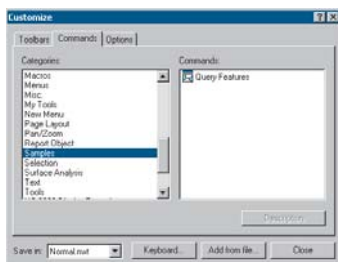 Customize
Toolbars Commands Options
Categories:
Macros
Menus
Misc.
My Tools
New Menu
Page Layout
Pan/Zoom
Report Object
Samples
Selection
Surface Analysis
Text
Tools
Commands:
Query Features
Description
Save in: Normal.mxt
Keyboard...
Add from file...
Close